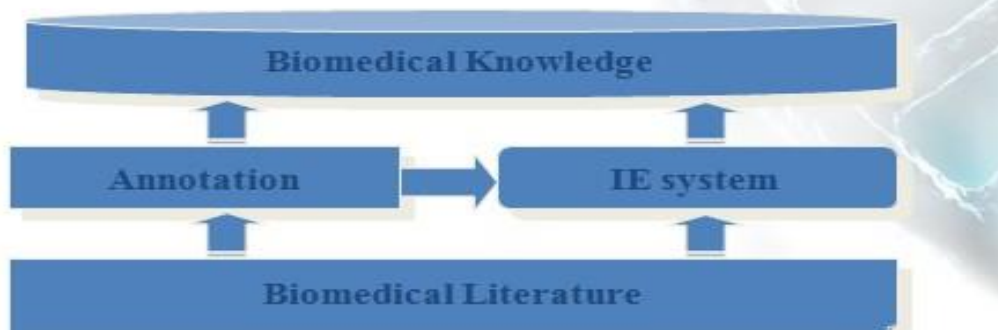 Biomedical Knowledge
Annotation
IE system
Biomedical Literature